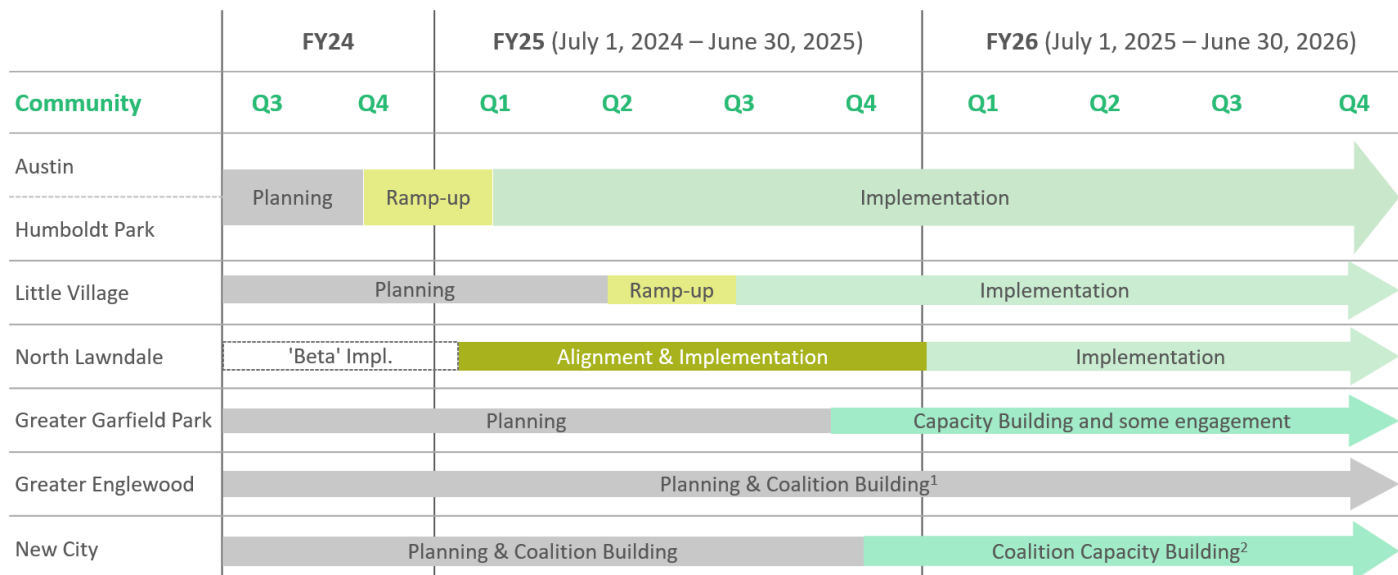 FY24 FY25 (July 1, 2024 – June 30, 2025) FY26 (July 1, 2025 – June 30, 2026)
Community Q3 Q4 Q1 Q2 Q3 Q4 Q1 Q2 Q3 Q4
Austin
Planning Ramp-up Implementation
Humboldt Park
Little Village Planning Ramp-up Implementation
North Lawndale 'Beta' Impl. Alignment & Implementation Implementation
Greater Garfield Park Planning Capacity Building and some engagement
Greater Englewood Planning & Coalition Building¹
New City Planning & Coalition Building Coalition Capacity Building²